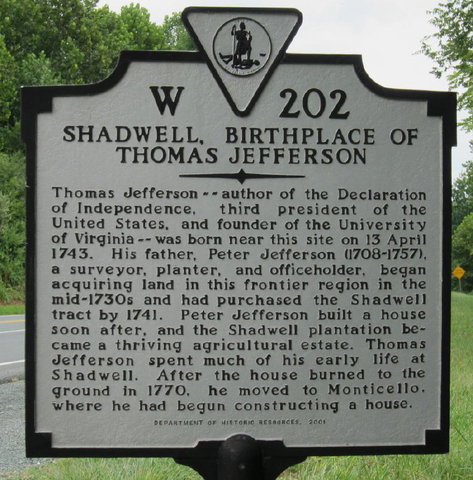 W 202
SHADWELL, BIRTHPLACE OF
THOMAS JEFFERSON
Thomas Jefferson -- author of the Declaration
of Independence, third president of the
United States, and founder of the University
of Virginia -- was born near this site on 13 April
1743. His father, Peter Jefferson (1708-1757),
a surveyor, planter, and officeholder, began
acquiring land in this frontier region in the
mid-1730s and had purchased the Shadwell
tract by 1741. Peter Jefferson built a house
soon after, and the Shadwell plantation be-
came a thriving agricultural estate. Thomas
Jefferson spent much of his early life at
Shadwell. After the house burned to the
ground in 1770, he moved to Monticello,
where he had begun constructing a house.
DEPARTMENT OF HISTORIC RESOURCES, 2001